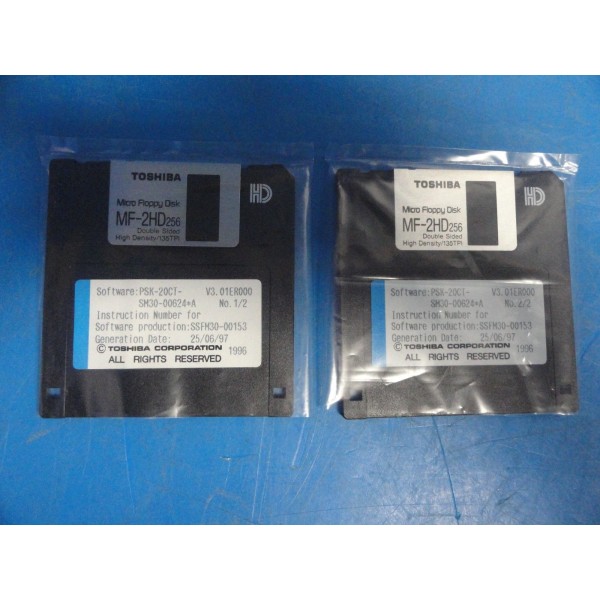 TOSHIBA
HD
Micro Floppy Disk
MF-2HD256
Double Sided
High Density/135TPI
Software:PSK-20CT- V3.01ER000
SM30-00624*A No.1/2
Instruction Number for
Software production:SSFM30-00153
Generation Date: 25/06/97
© TOSHIBA CORPORATION 1996
ALL RIGHTS RESERVED
TOSHIBA
HD
Micro Floppy Disk
MF-2HD256
Double Sided
High Density/135TPI
Software:PSK-20CT- V3.01ER000
SM30-00624*A No.2/2
Instruction Number for
Software production:SSFM30-00153
Generation Date: 25/06/97
© TOSHIBA CORPORATION 1996
ALL RIGHTS RESERVED